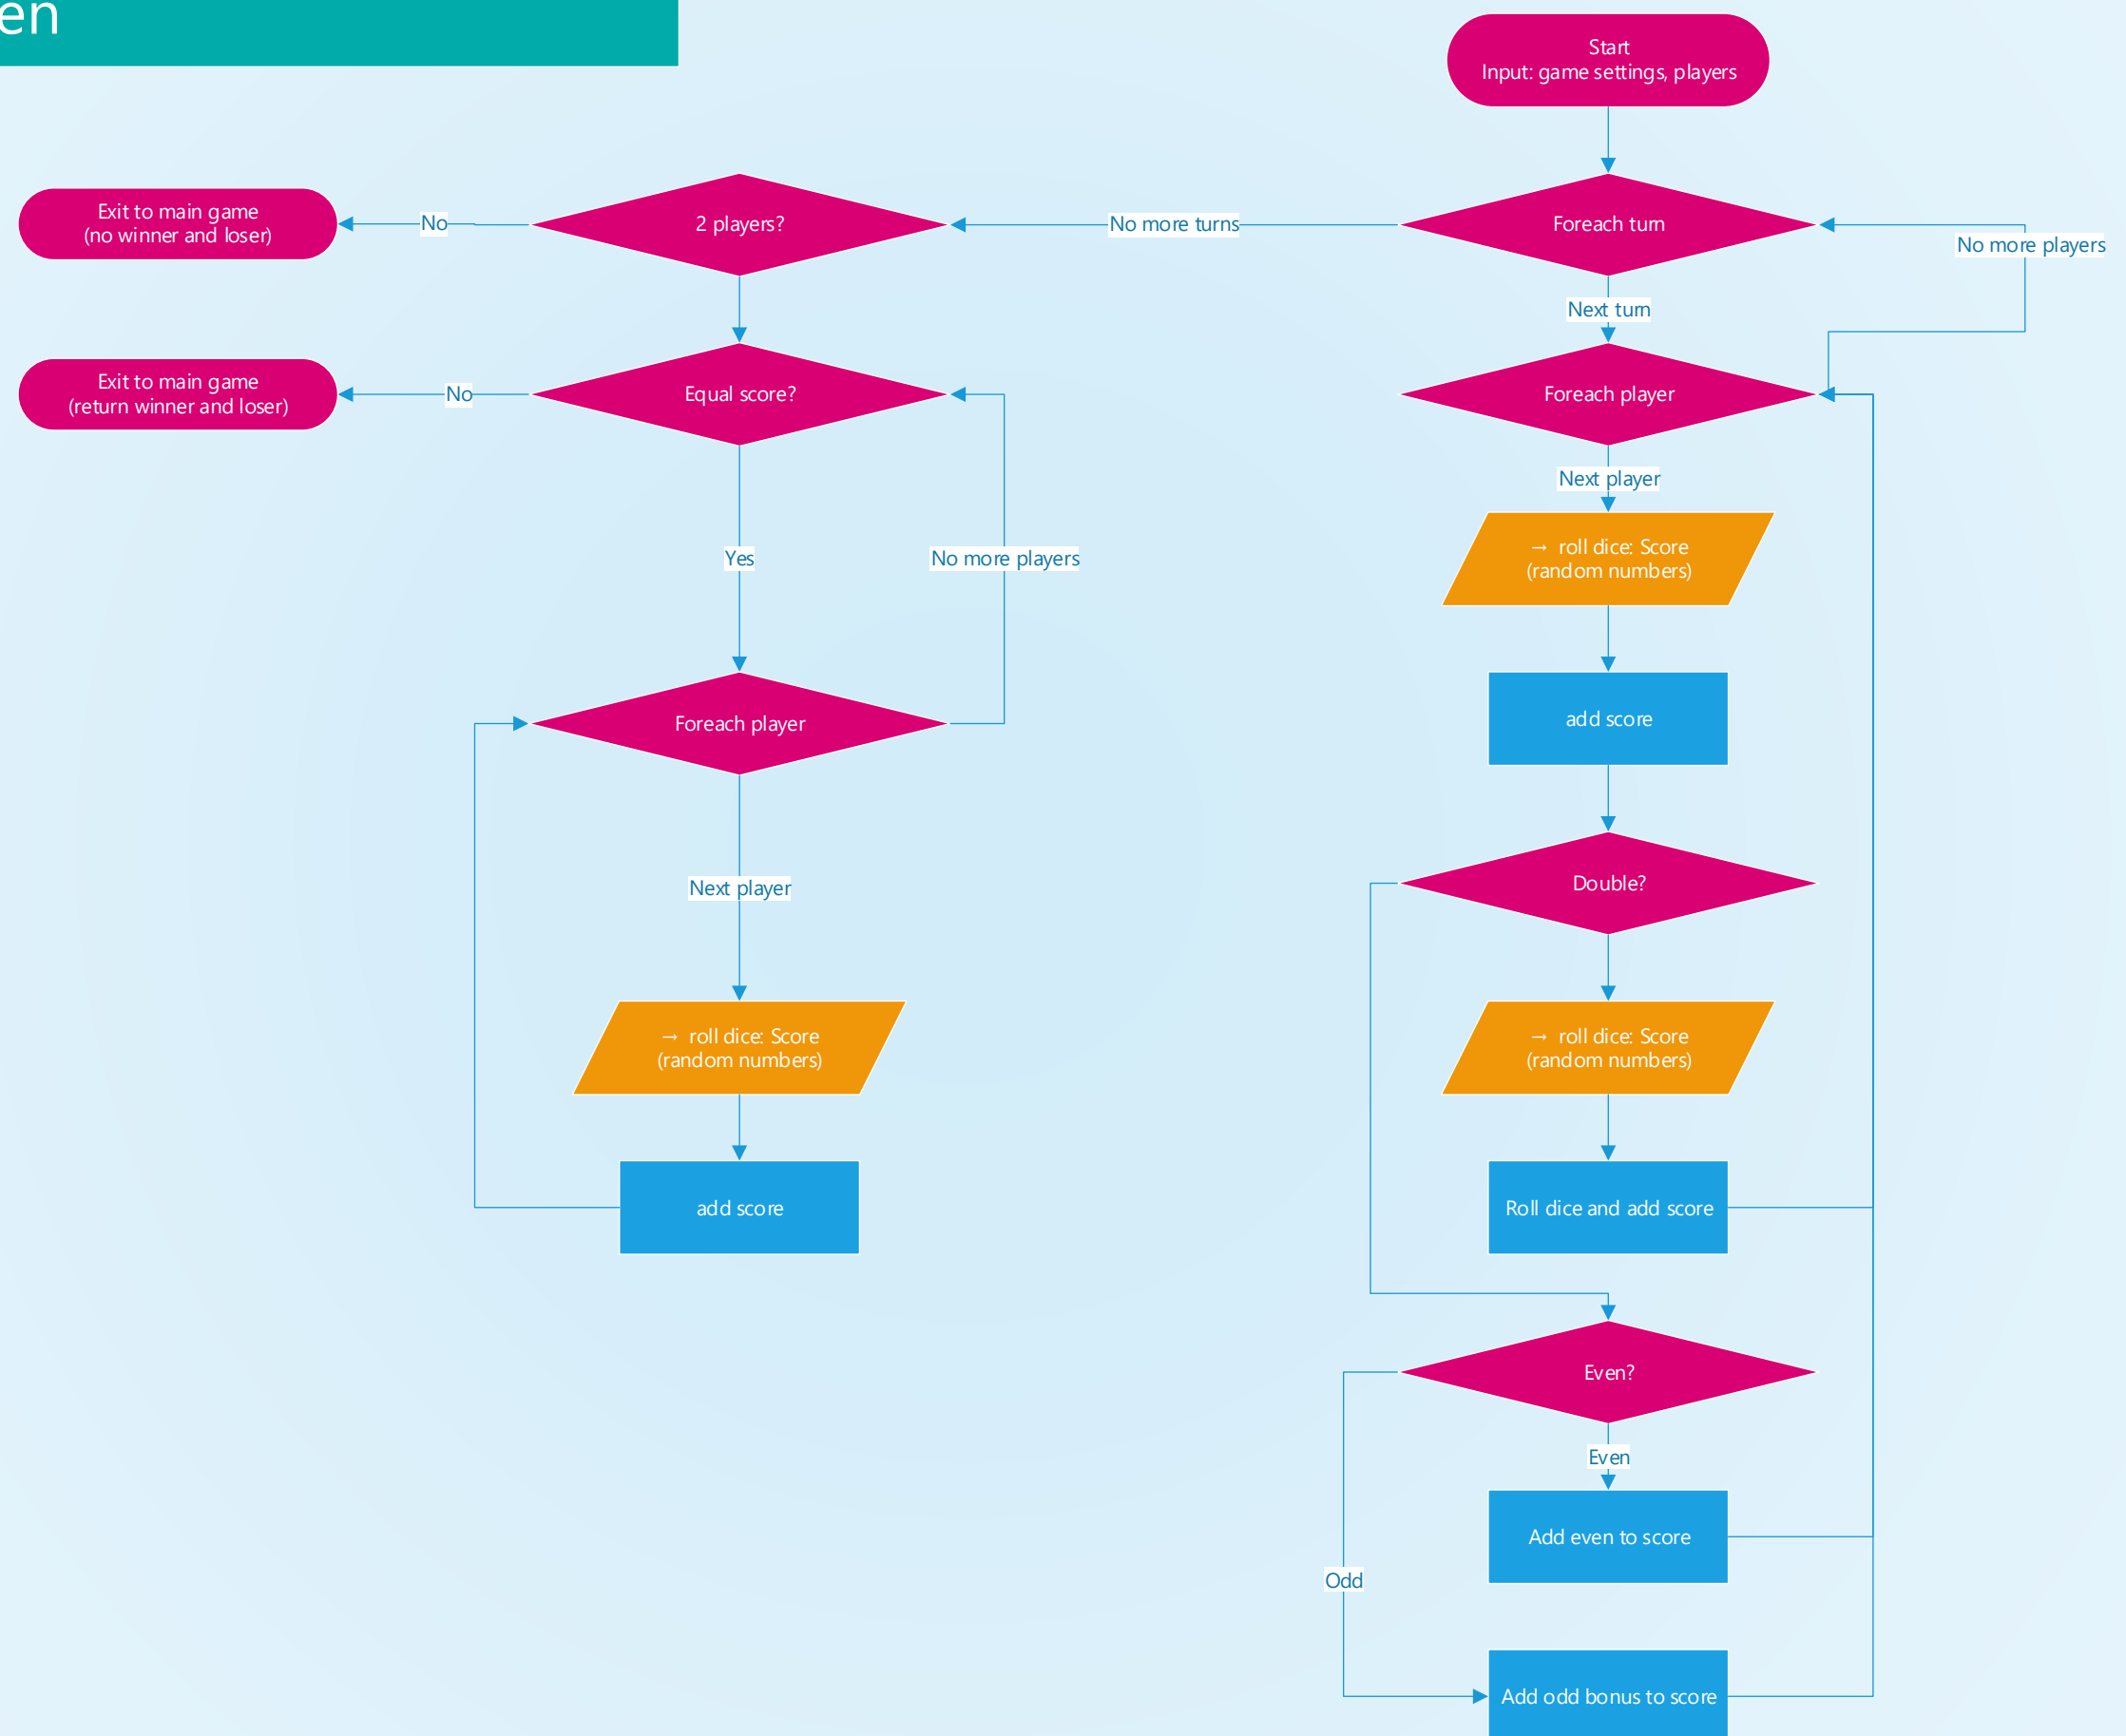 en
Start
Input: game settings, players
Exit to main game
(no winner and loser)
No
2 players?
No more turns
Foreach turn
No more players
Next turn
Exit to main game
(return winner and loser)
No
Equal score?
Foreach player
Next player
Yes
No more players
→ roll dice: Score
(random numbers)
Foreach player
add score
Next player
Double?
→ roll dice: Score
(random numbers)
→ roll dice: Score
(random numbers)
add score
Roll dice and add score
Even?
Even
Add even to score
Odd
Add odd bonus to score